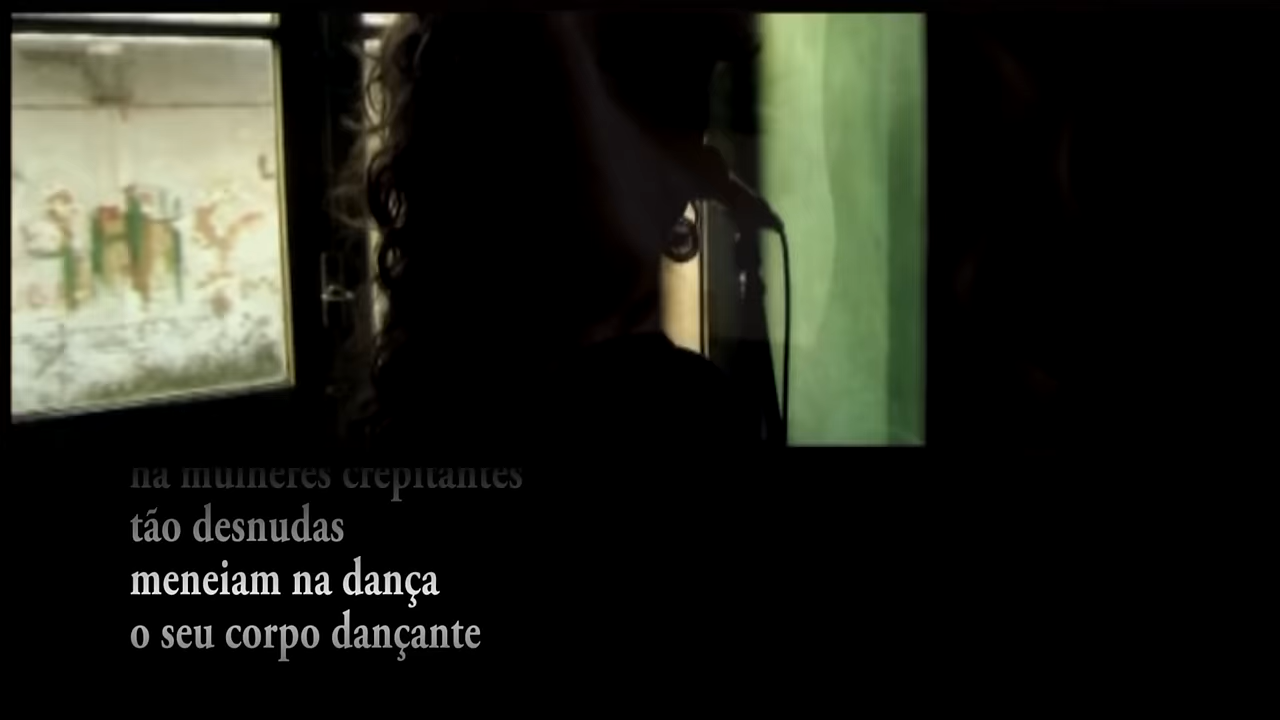 há mulheres crepitantes
tão desnudas
meneiam na dança
o seu corpo dançante